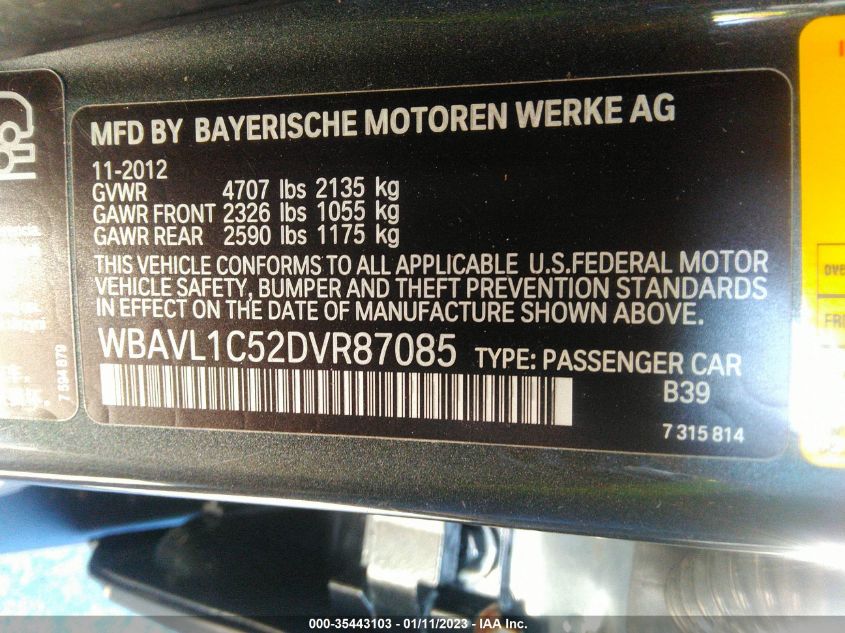 MFD BY BAYERISCHE MOTOREN WERKE AG
11-2012
GVWR 4707 lbs 2135 kg
GAWR FRONT 2326 lbs 1055 kg
GAWR REAR 2590 lbs 1175 kg
THIS VEHICLE CONFORMS TO ALL APPLICABLE U.S.FEDERAL MOTOR
VEHICLE SAFETY, BUMPER AND THEFT PREVENTION STANDARDS
IN EFFECT ON THE DATE OF MANUFACTURE SHOWN ABOVE.
WBAVL1C52DVR87085 TYPE: PASSENGER CAR
B39
7 315 814
7 594 879
000-35443103 - 01/11/2023 - IAA Inc.